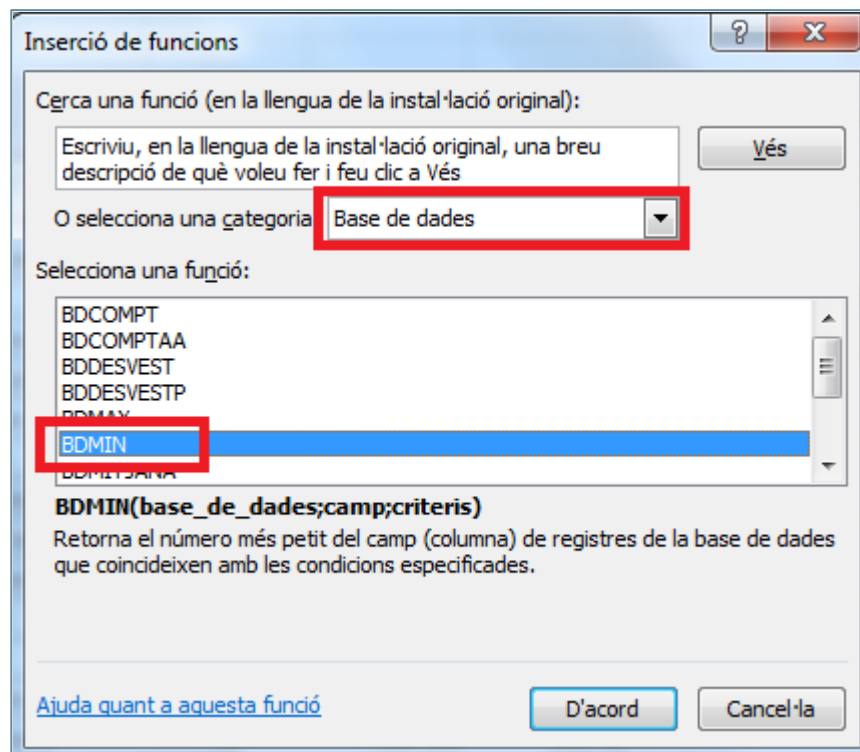 Inserció de funcions
?
Cerca una funció (en la llengua de la instal·lació original):
Escriviu, en la llengua de la instal·lació original, una breu
descripció de què voleu fer i feu clic a Vés
Vés
O selecciona una categoria
Base de dades
Selecciona una funció:
BDCOMPT
BDCOMPTAA
BDDESVEST
BDDESVESTP
BDMAX
BDMIN
BDMITJANA
BDMIN(base_de_dades;camp;criteris)
Retorna el número més petit del camp (columna) de registres de la base de dades
que coincideixen amb les condicions especificades.
Ajuda quant a aquesta funció
D'acord
Cancel·la